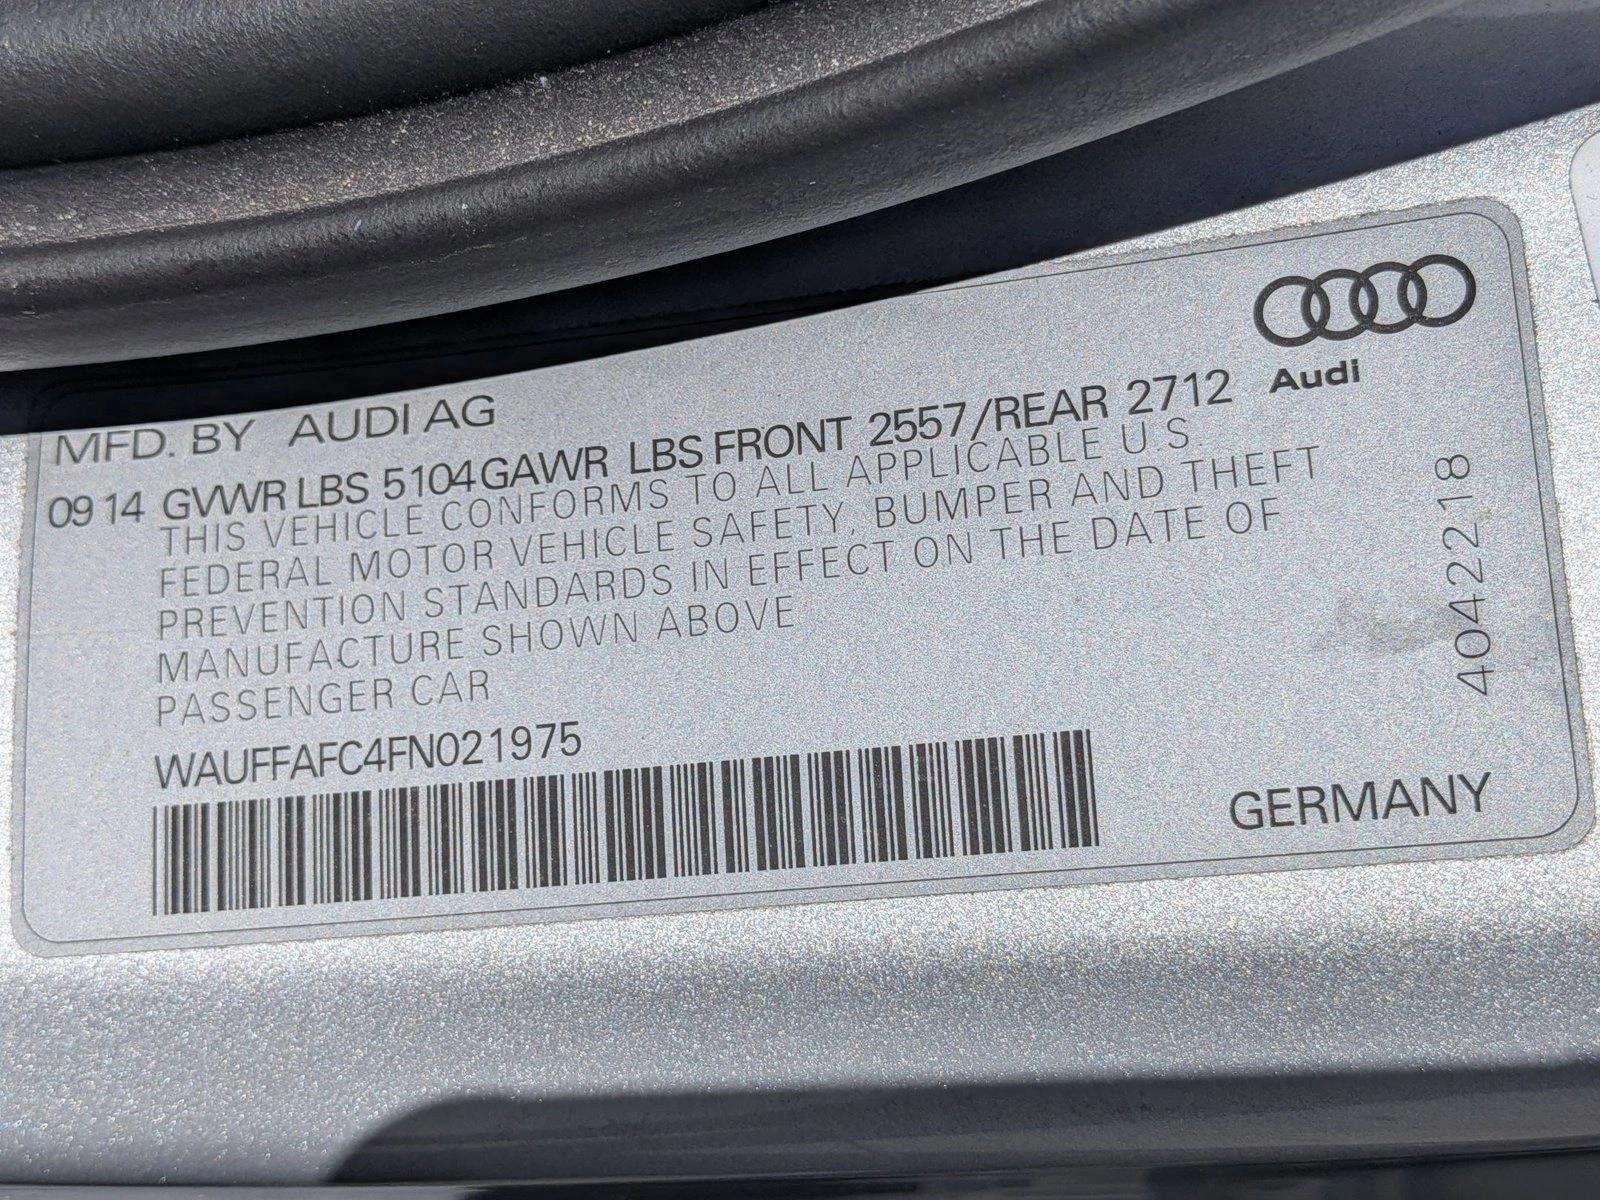 MFD. BY AUDI AG
09 14 GVWR LBS 5104 GAWR LBS FRONT 2557/REAR 2712
Audi
THIS VEHICLE CONFORMS TO ALL APPLICABLE U.S.
FEDERAL MOTOR VEHICLE SAFETY, BUMPER AND THEFT
PREVENTION STANDARDS IN EFFECT ON THE DATE OF
MANUFACTURE SHOWN ABOVE
PASSENGER CAR
WAUFFAFC4FN021975
GERMANY
4042218